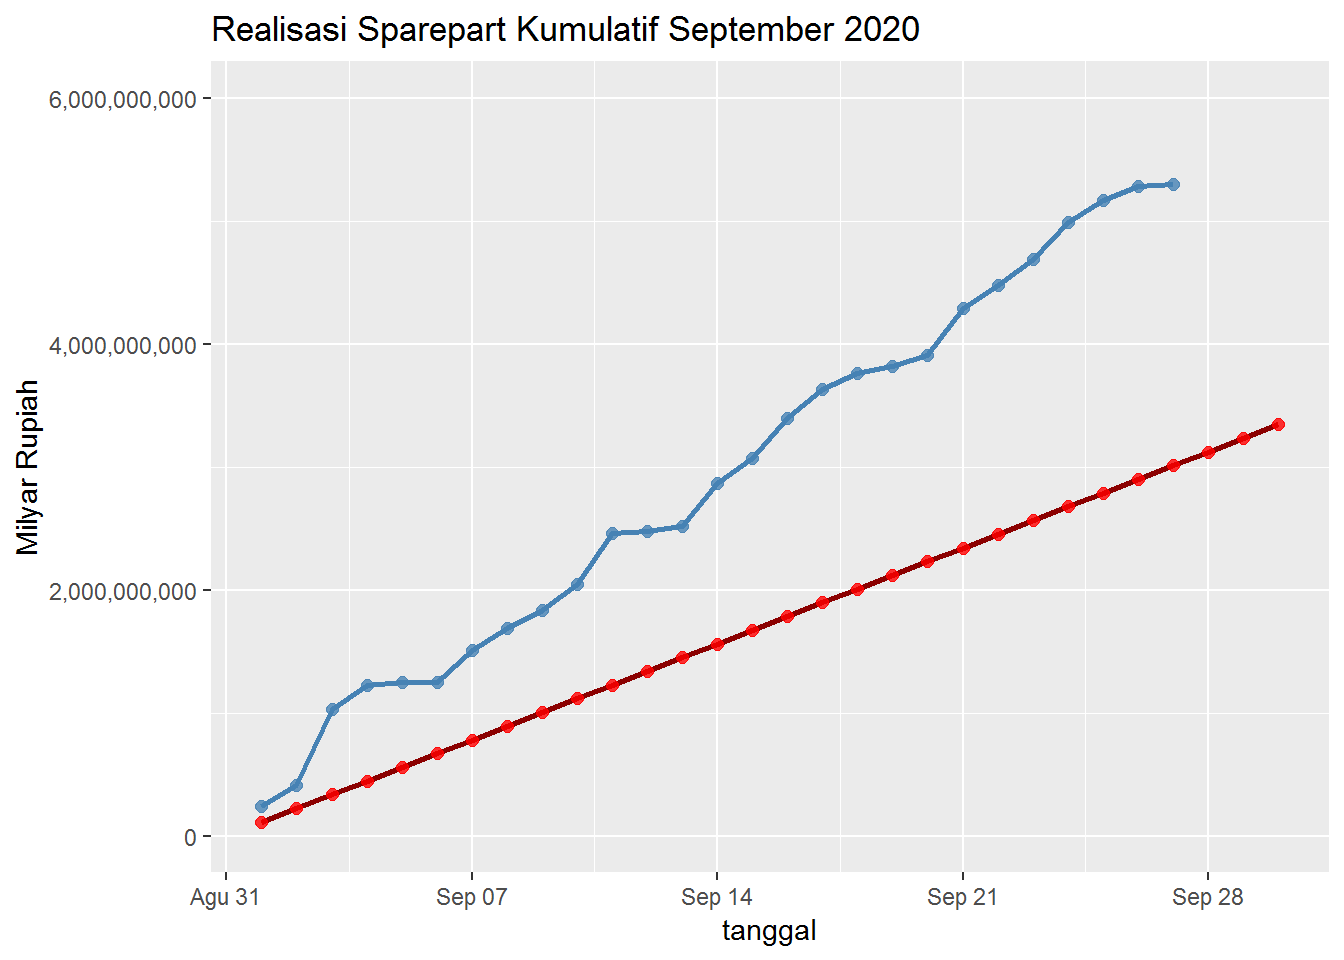 Realisasi Sparepart Kumulatif September 2020
6,000,000,000
4,000,000,000
2,000,000,000
0
Milyar Rupiah
Agu 31
Sep 07
Sep 14
Sep 21
Sep 28
tanggal